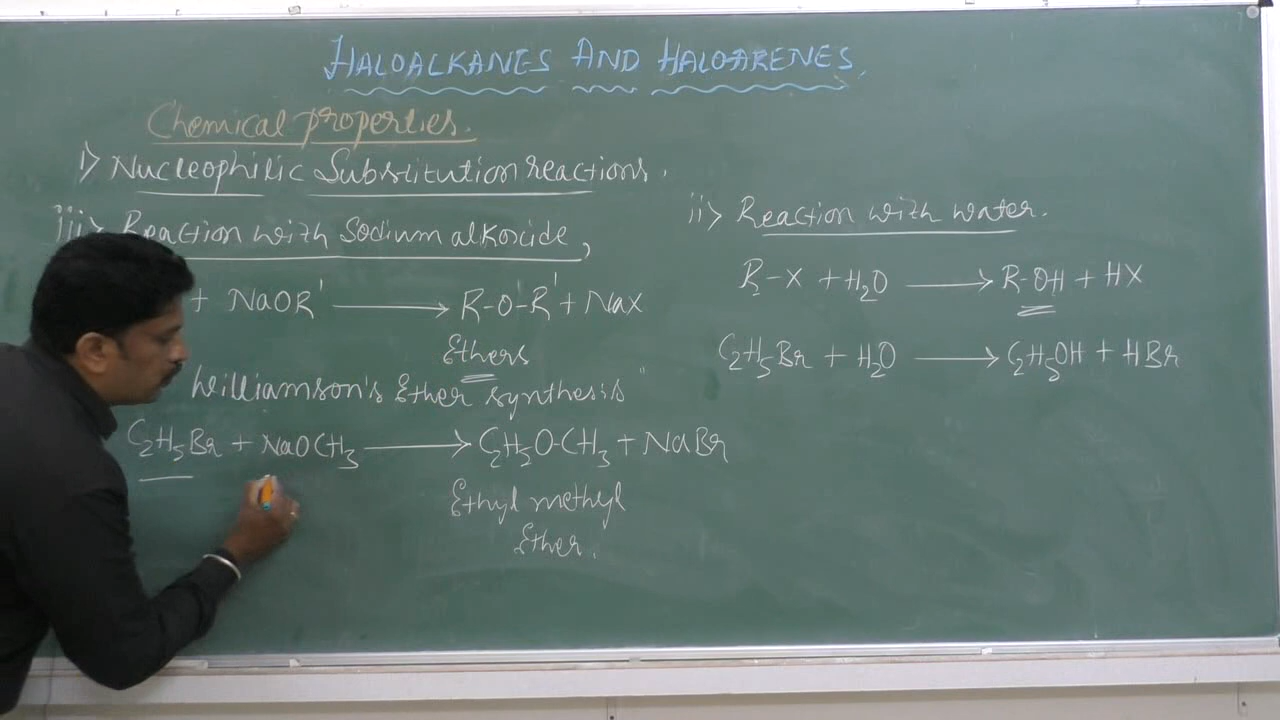 HALOALKANES AND HALOARENES.
Chemical properties.
i> Nucleophilic Substitution reactions.
iii> Reaction with Sodium alkoxide,
+ NaOR' ⟶ R-O-R' + NaX
Ethers
Williamson's Ether synthesis"
C₂H₅Br + NaOCH₃ ⟶ C₂H₅O-CH₃ + NaBr
Ethyl methyl
Ether.
ii> Reaction with water.
R-X + H₂O ⟶ R-OH + HX
C₂H₅Br + H₂O ⟶ C₂H₅OH + HBr